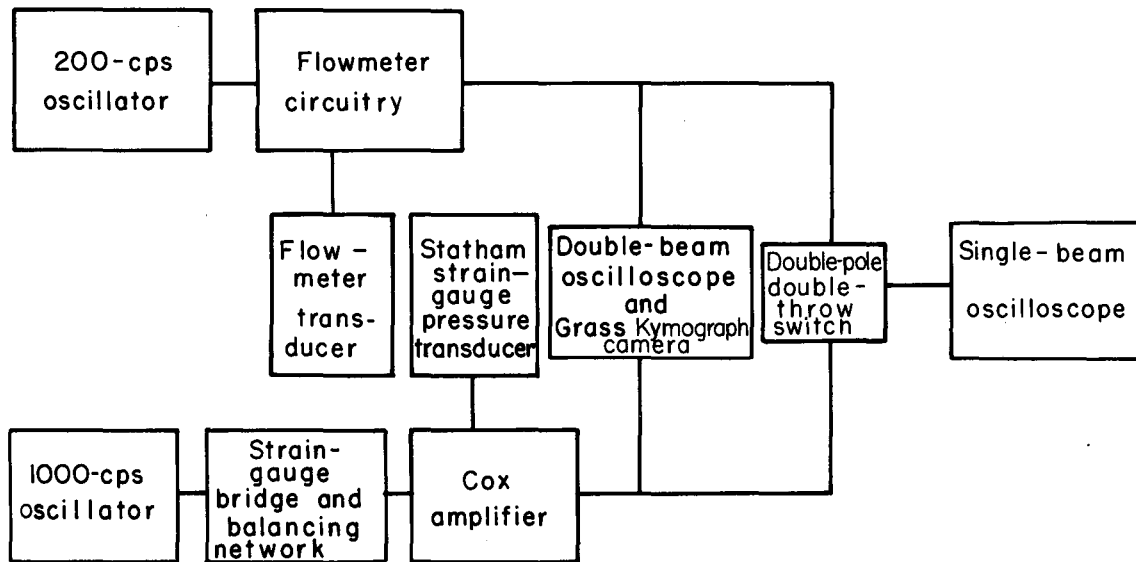 200-cps
oscillator
Flowmeter
circuitry
Flow-
meter
trans-
ducer
Statham
strain-
gauge
pressure
transducer
Double-beam
oscilloscope
and
Grass Kymograph
camera
Double-pole
double-
throw
switch
Single-beam
oscilloscope
1000-cps
oscillator
Strain-
gauge
bridge and
balancing
network
Cox
amplifier